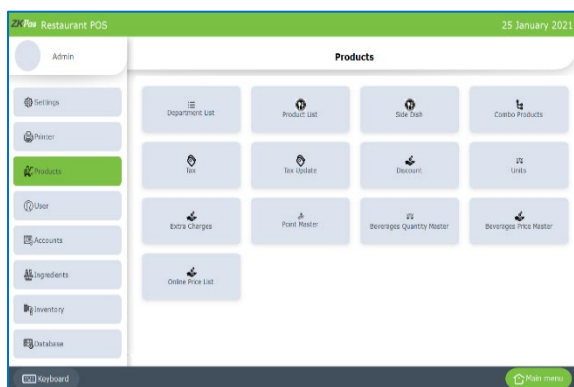 ZKPos Restaurant POS
25 January 2021
Admin
Products
Settings
Printer
Products
User
Accounts
Ingredients
Inventory
Database
Department List
Product List
Side Dish
Combo Products
Tax
Tax Update
Discount
Units
Extra Charges
Point Master
Beverages Quantity Master
Beverages Price Master
Online Price List
Keyboard
Main menu